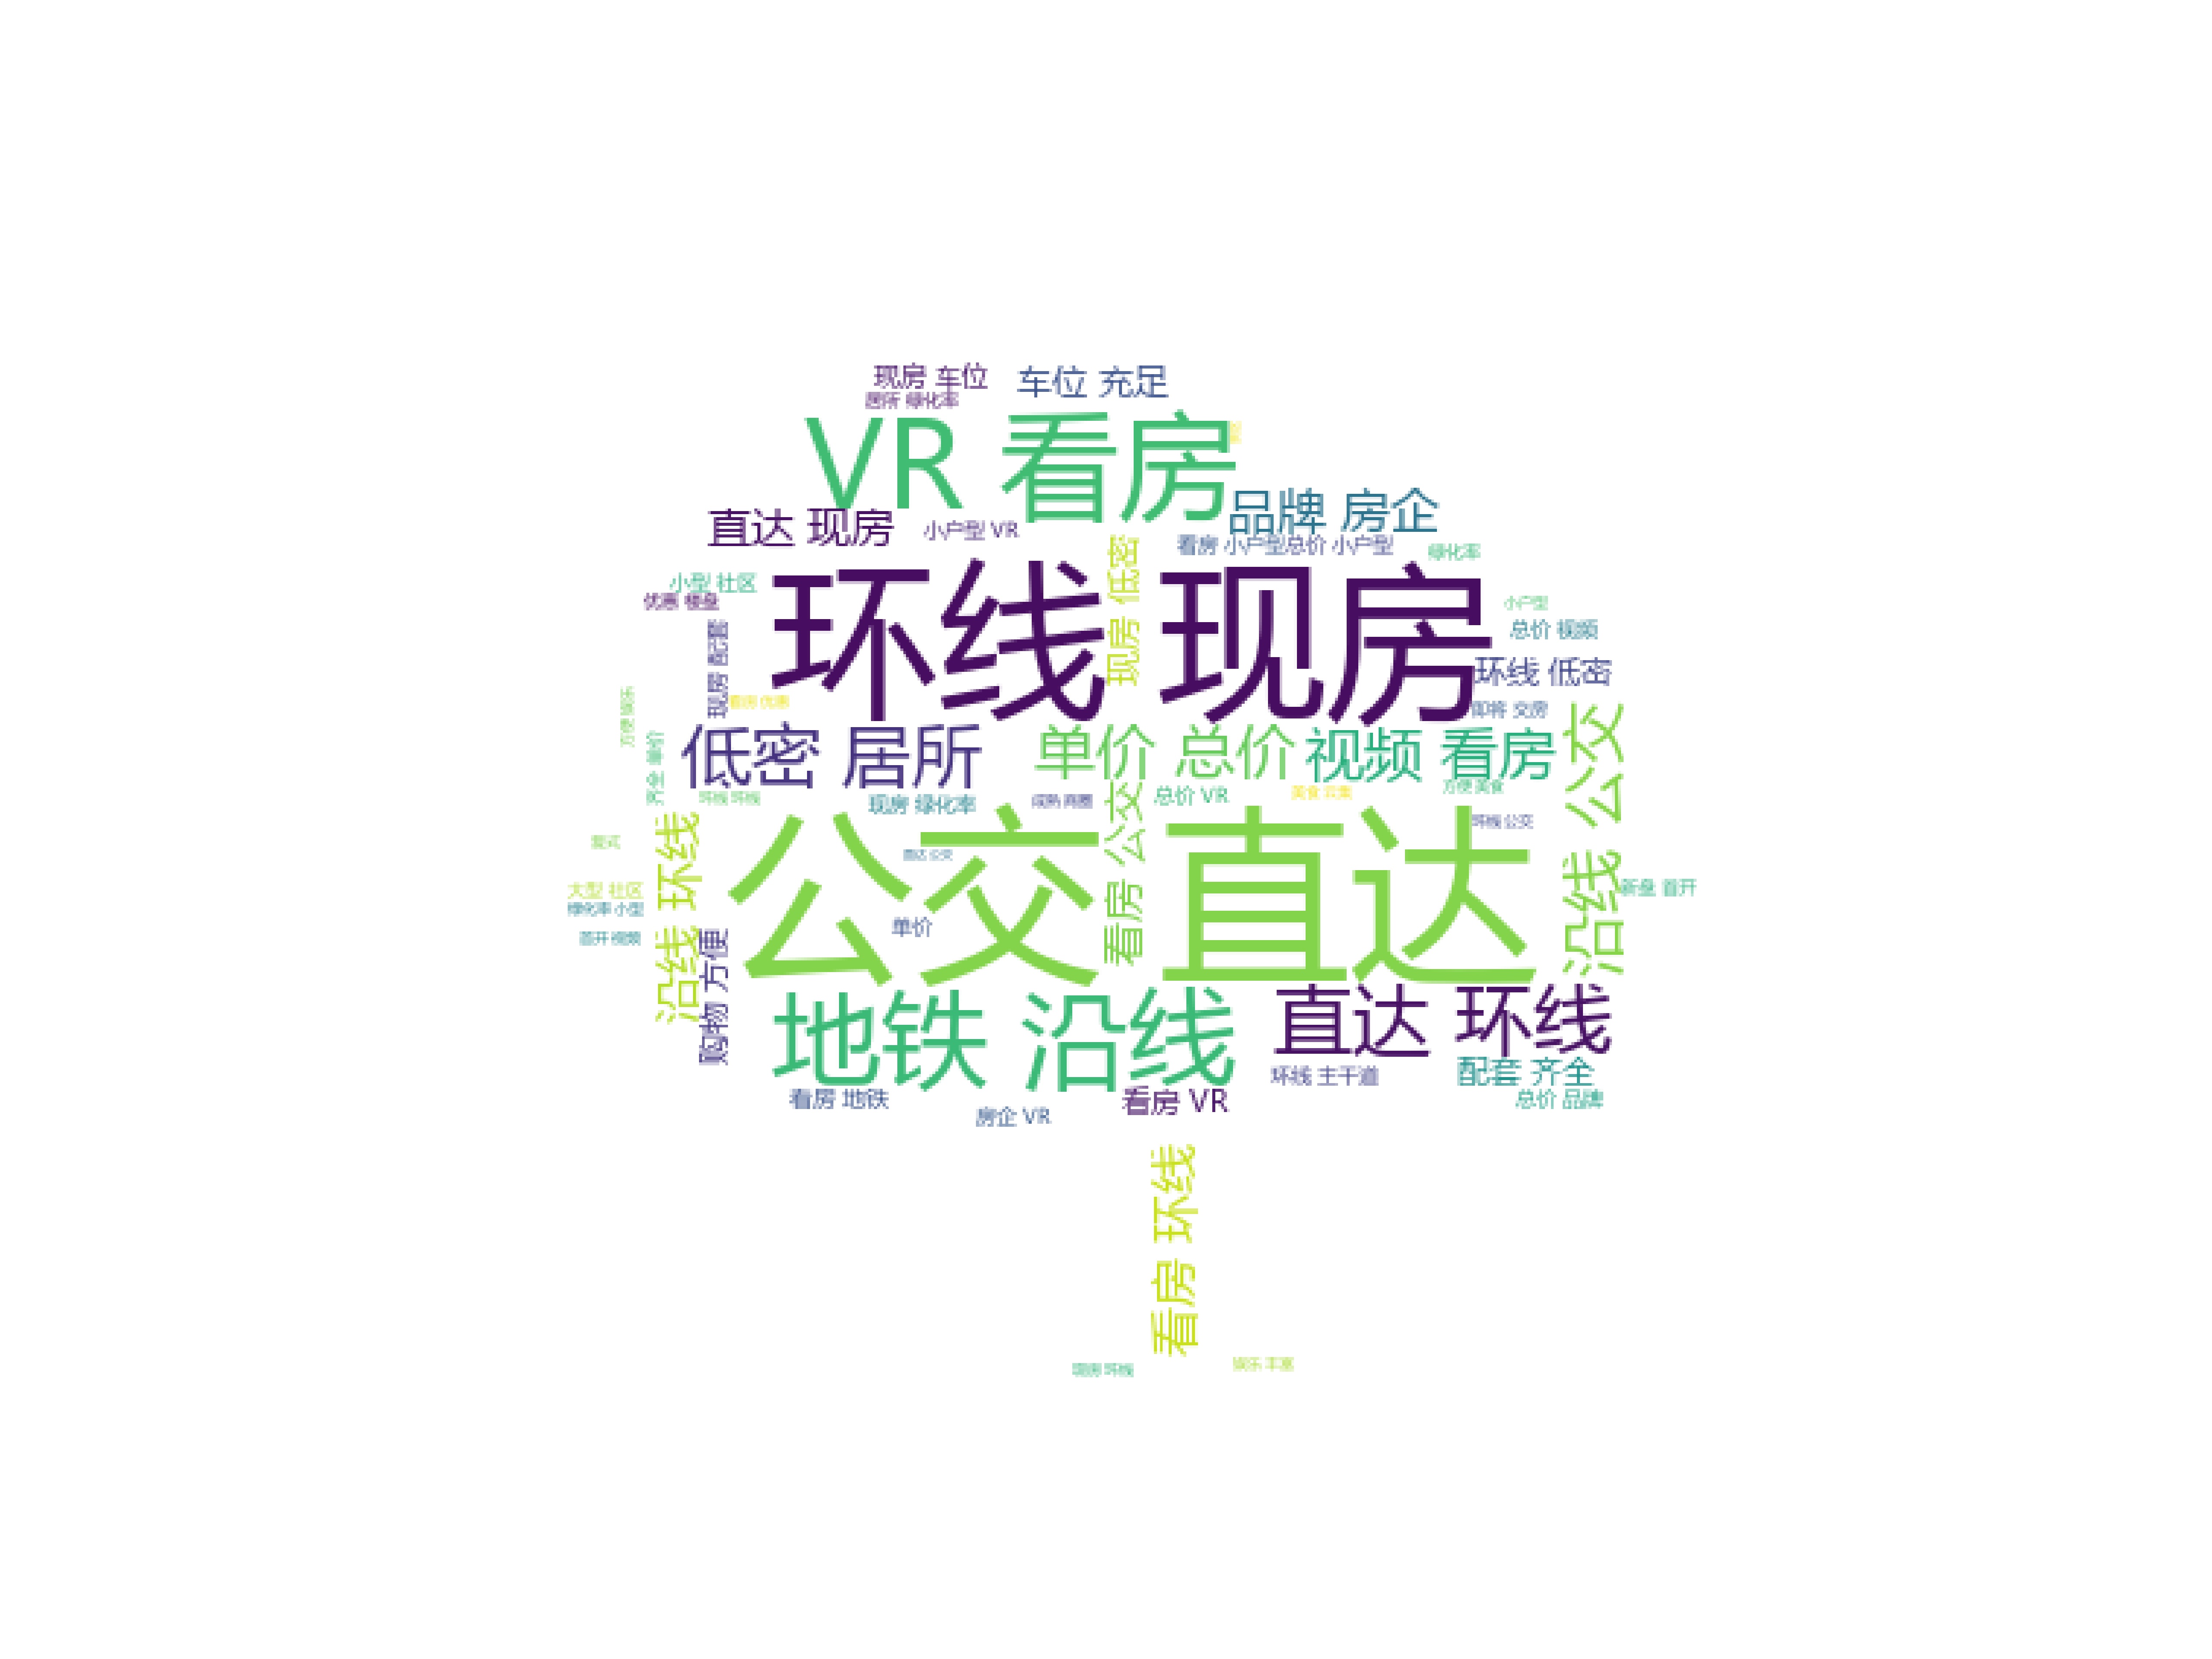 现房 车位
车位 充足
居所 绿化率
VR 看房
品牌 房企
直达 现房
小户型 VR
看房 小户型
总价 小户型
绿化率
现房 低密
环线 现房
小型 社区
优惠 楼盘
小户型
总价 视频
现房 配套
环线 低密
看房 优惠
即将 交房
方便 娱乐
低密 居所
单价 总价
视频 看房
沿线 公交
齐全 单价
环线 环线
现房 绿化率
成熟 商圈
看房 公交
总价 VR
美食 云集
方便 美食
公交 直达
环线 公交
沿线 环线
复式
直达 公交
大型 社区
新盘 首开
绿化率 小型
单价
首开 视频
购物 方便
地铁 沿线
直达 环线
环线 主干道
配套 齐全
看房 地铁
房企 VR
看房 VR
总价 品牌
看房 环线
现房 环线
娱乐 丰富